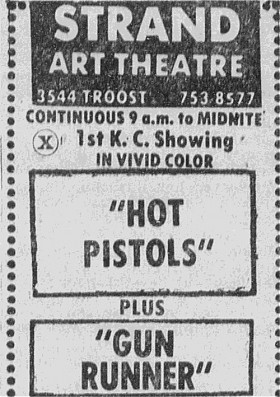 STRAND
ART THEATRE
3544 TROOST 753-8577
CONTINUOUS 9 a.m. to MIDNITE
X 1st K. C. Showing
IN VIVID COLOR
"HOT
PISTOLS"
PLUS
"GUN
RUNNER"